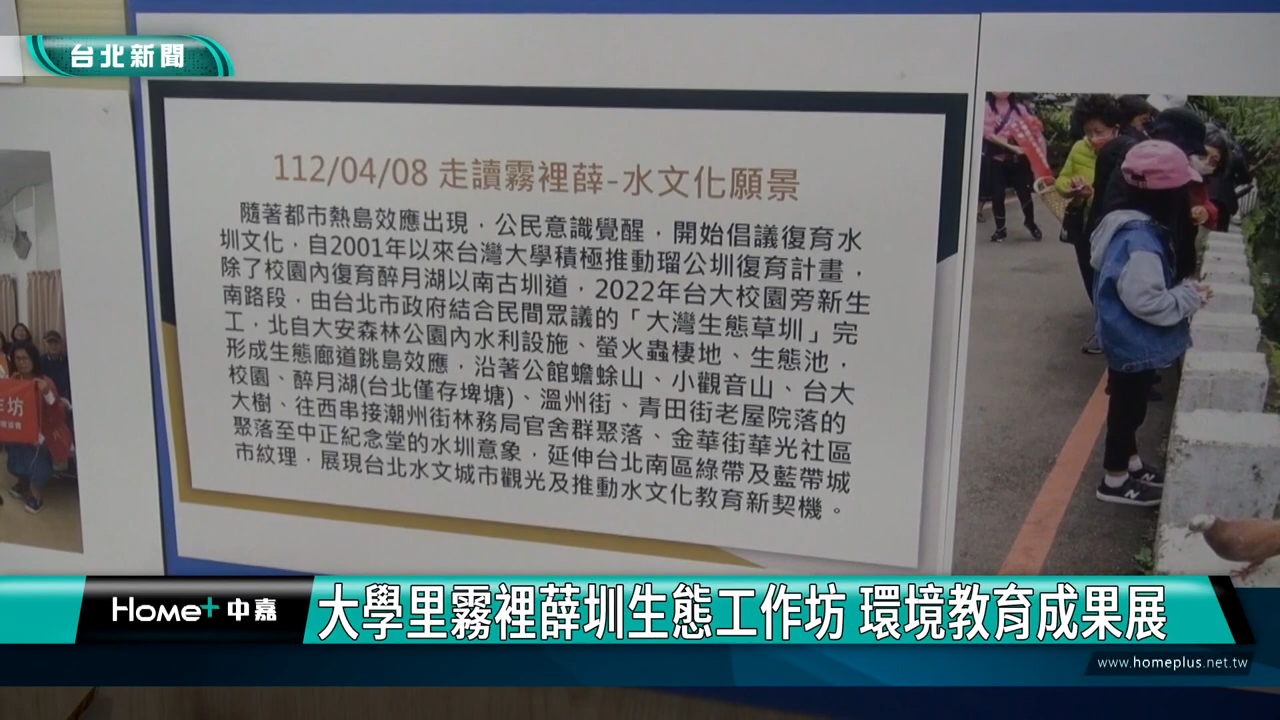 台北新聞
112/04/08 走讀霧裡薛-水文化願景
隨著都市熱島效應出現，公民意識覺醒，開始倡議復育水
圳文化，自2001年以來台灣大學積極推動瑠公圳復育計畫，
除了校園內復育醉月湖以南古圳道，2022年台大校園旁新生
南路段，由台北市政府結合民間眾議的「大灣生態草圳」完
工，北自大安森林公園內水利設施、螢火蟲棲地、生態池，
形成生態廊道跳島效應，沿著公館蟾蜍山、小觀音山、台大
校園、醉月湖(台北僅存埤塘)、溫州街、青田街老屋院落的
大樹、往西串接潮州街林務局官舍群聚落、金華街華光社區
聚落至中正紀念堂的水圳意象，延伸台北南區綠帶及藍帶城
市紋理，展現台北水文城市觀光及推動水文化教育新契機。
作坊
Home+ 中嘉
大學里霧裡薛圳生態工作坊 環境教育成果展
www.homeplus.net.tw